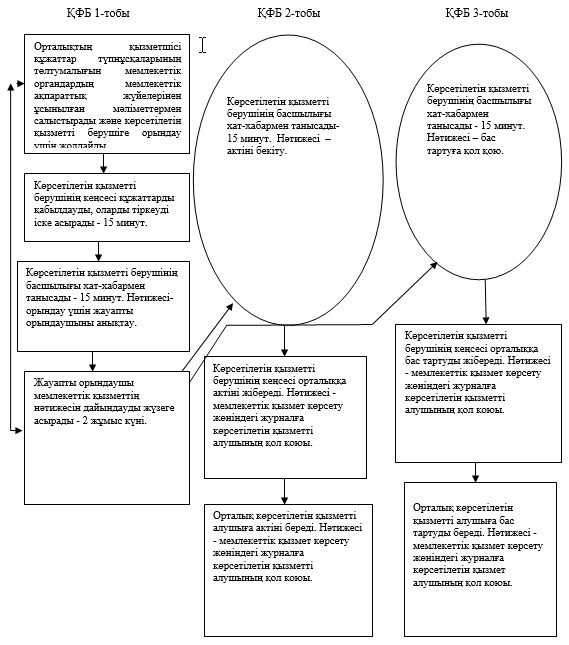 ҚФБ 1-тобы
ҚФБ 2-тобы
ҚФБ 3-тобы
Орталықтың қызметшісі
құжаттар түпнұсқаларының
төлтумалығын мемлекеттік
органдардың мемлекеттік
ақпараттық жүйелерінен
ұсынылған мәліметтермен
салыстырады және көрсетілетін
қызметті берушіге орындау
үшін жолдайды
Көрсетілетін қызметті
берушінің кеңсесі құжаттарды
қабылдауды, оларды тіркеуді
іске асырады - 15 минут.
Көрсетілетін қызметті берушінің
басшылығы хат-хабармен
танысады - 15 минут. Нәтижесі-
орындау үшін жауапты
орындаушыны анықтау.
Жауапты орындаушы
мемлекеттік қызметтің
нәтижесін дайындауды жүзеге
асырады - 2 жұмыс күні.
Көрсетілетін қызметті
берушінің басшылығы
хат-хабармен танысады-
15 минут. Нәтижесі –
актіні бекіту.
Көрсетілетін қызметті
берушінің кеңсесі орталыққа
актіні жібереді. Нәтижесі -
мемлекеттік қызмет көрсету
жөніндегі журналға
көрсетілетін қызметті
алушының қол коюы.
Орталық көрсетілетін қызметті
алушыға актіні береді. Нәтижесі
- мемлекеттік қызмет көрсету
жөніндегі журналға
көрсетілетін қызметті
алушының қол коюы.
Көрсетілетін қызметті
берушінің басшылығы
хат-хабармен
танысады - 15 минут.
Нәтижесі – бас
тартуға қол қою.
Көрсетілетін қызметті
берушінің кеңсесі орталыққа
бас тартуды жібереді. Нәтижесі
- мемлекеттік қызмет көрсету
жөніндегі журналға
көрсетілетін қызметті
алушының қол коюы.
Орталық көрсетілетін
қызметті алушыға бас
тартуды береді. Нәтижесі -
мемлекеттік қызмет көрсету
жөніндегі журналға
көрсетілетін қызмет
алушының қол коюы.